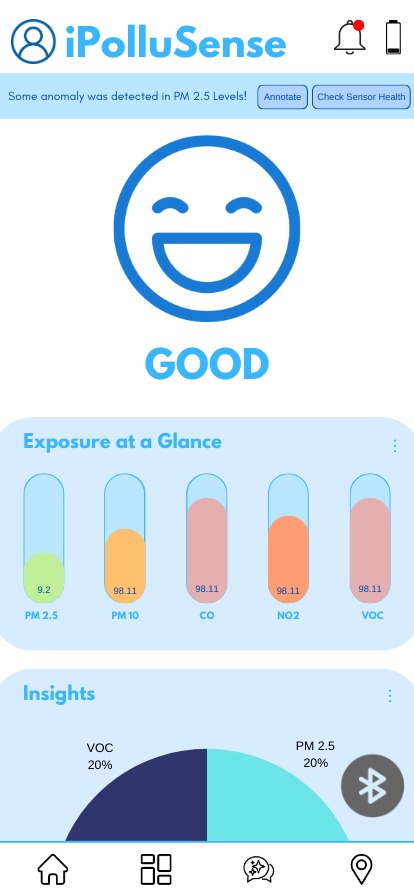 iPolluSense
Some anomaly was detected in PM 2.5 Levels! Annotate Check Sensor Health
GOOD
Exposure at a Glance
9.2 98.11 98.11 98.11 98.11
PM 2.5 PM 10 CO NO2 VOC
Insights
VOC PM 2.5
20% 20%